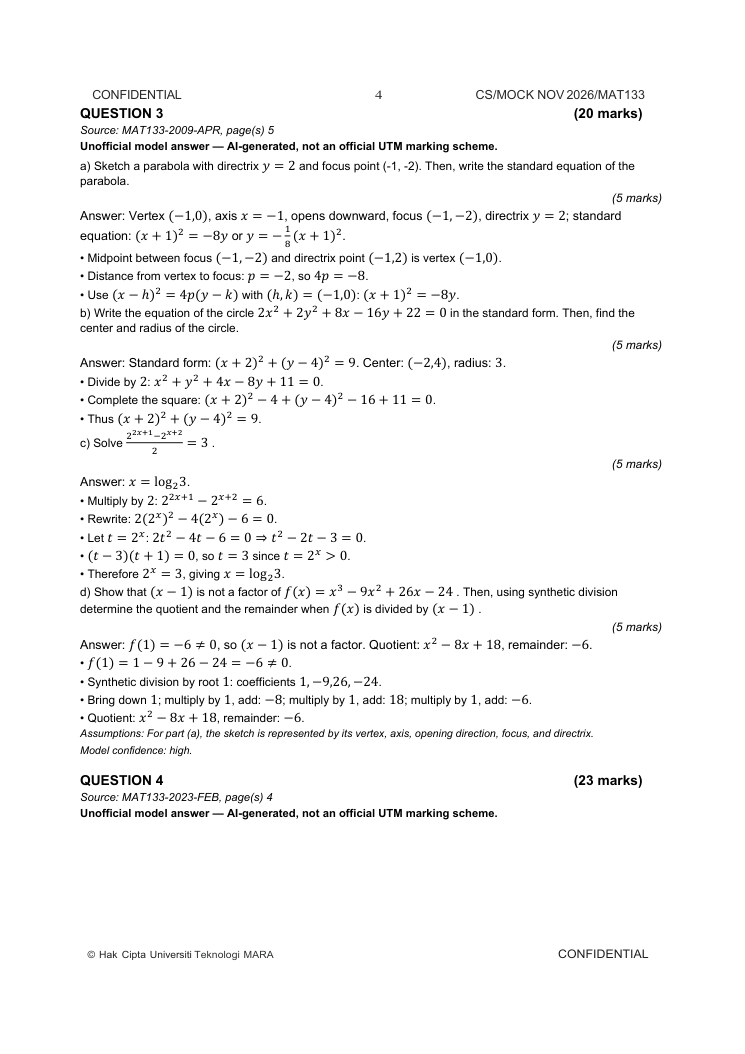 CONFIDENTIAL 4 CS/MOCK NOV 2026/MAT133
QUESTION 3 (20 marks)
Source: MAT133-2009-APR, page(s) 5
Unofficial model answer — AI-generated, not an official UTM marking scheme.
a) Sketch a parabola with directrix y = 2 and focus point (-1, -2). Then, write the standard equation of the
parabola.
(5 marks)
Answer: Vertex (−1,0), axis x = −1, opens downward, focus (−1,−2), directrix y = 2; standard
equation: (x + 1)² = −8y or y = −1/8(x + 1)².
• Midpoint between focus (−1,−2) and directrix point (−1,2) is vertex (−1,0).
• Distance from vertex to focus: p = −2, so 4p = −8.
• Use (x − h)² = 4p(y − k) with (h, k) = (−1,0): (x + 1)² = −8y.
b) Write the equation of the circle 2x² + 2y² + 8x − 16y + 22 = 0 in the standard form. Then, find the
center and radius of the circle.
(5 marks)
Answer: Standard form: (x + 2)² + (y − 4)² = 9. Center: (−2,4), radius: 3.
• Divide by 2: x² + y² + 4x − 8y + 11 = 0.
• Complete the square: (x + 2)² − 4 + (y − 4)² − 16 + 11 = 0.
• Thus (x + 2)² + (y − 4)² = 9.
c) Solve (2^(2x+1) − 2^(x+2))/2 = 3 .
(5 marks)
Answer: x = log₂3.
• Multiply by 2: 2^(2x+1) − 2^(x+2) = 6.
• Rewrite: 2(2ˣ)² − 4(2ˣ) − 6 = 0.
• Let t = 2ˣ: 2t² − 4t − 6 = 0 ⇒ t² − 2t − 3 = 0.
• (t − 3)(t + 1) = 0, so t = 3 since t = 2ˣ > 0.
• Therefore 2ˣ = 3, giving x = log₂3.
d) Show that (x − 1) is not a factor of f(x) = x³ − 9x² + 26x − 24 . Then, using synthetic division
determine the quotient and the remainder when f(x) is divided by (x − 1) .
(5 marks)
Answer: f(1) = −6 ≠ 0, so (x − 1) is not a factor. Quotient: x² − 8x + 18, remainder: −6.
• f(1) = 1 − 9 + 26 − 24 = −6 ≠ 0.
• Synthetic division by root 1: coefficients 1,−9,26,−24.
• Bring down 1; multiply by 1, add: −8; multiply by 1, add: 18; multiply by 1, add: −6.
• Quotient: x² − 8x + 18, remainder: −6.
Assumptions: For part (a), the sketch is represented by its vertex, axis, opening direction, focus, and directrix.
Model confidence: high.
QUESTION 4 (23 marks)
Source: MAT133-2023-FEB, page(s) 4
Unofficial model answer — AI-generated, not an official UTM marking scheme.
© Hak Cipta Universiti Teknologi MARA CONFIDENTIAL